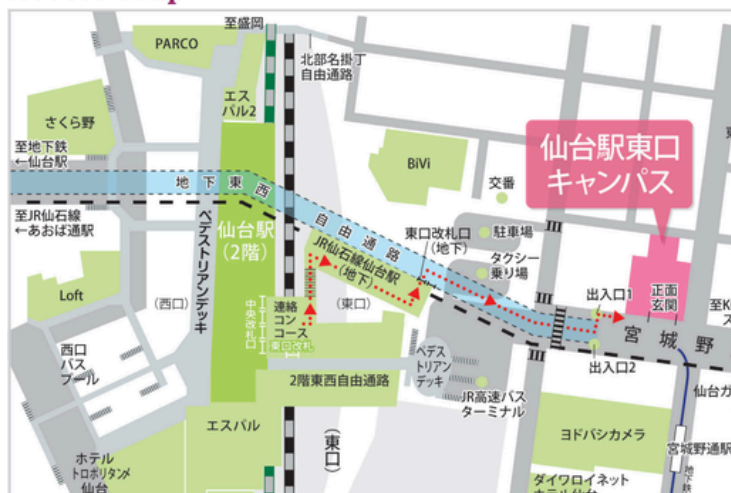 至盛岡
PARCO
北部名掛丁
自由通路
エス
パル2
さくら野
至地下鉄
←仙台駅
BiVi
仙台駅東口
キャンパス
地下東西
自由通路
交番
至JR仙石線
←あおば通駅
ペデストリアンデッキ
仙台駅
(2階)
JR仙石線仙台駅
(地下)
東口改札口
(地下)
駐車場
タクシー
乗り場
Loft
(西口)
中央改札口
連絡
コン
コース
東口改札
(東口)
出入口1
正面
玄関
宮城野
西口
バス
プール
2階東西自由通路
ペデス
トリアン
デッキ
出入口2
JR高速バス
ターミナル
仙台ガ
エスパル
(東口)
ヨドバシカメラ
宮城野通駅
地下鉄
ホテル
トロポリタンメ
仙台
ダイワロイネット